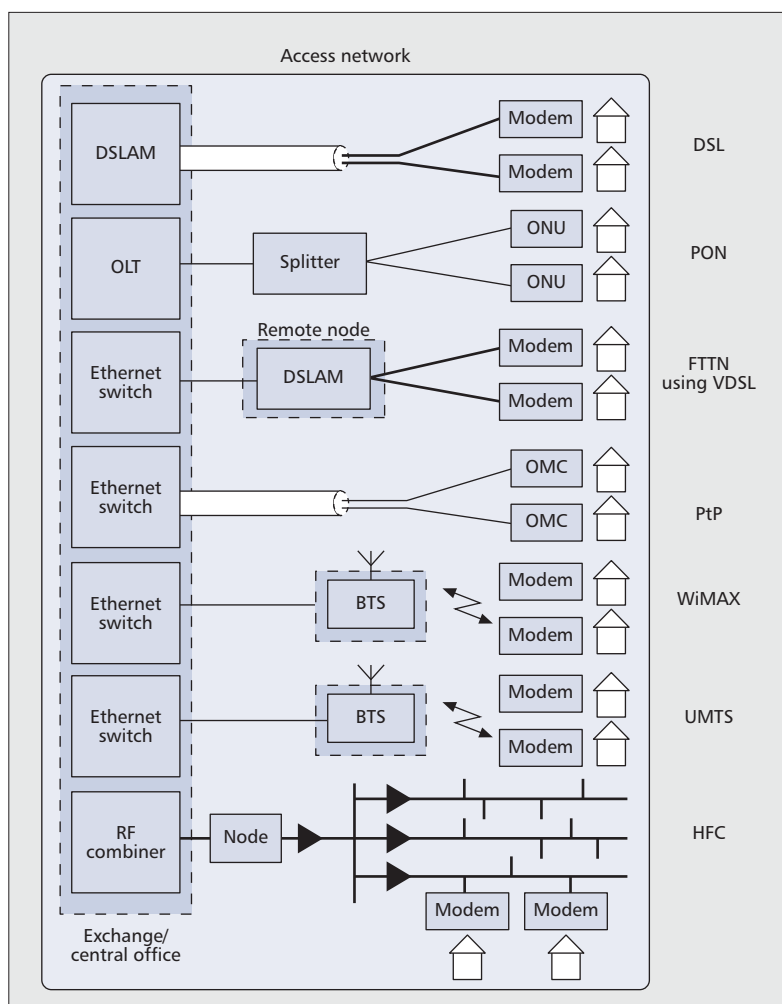 Access network
DSLAM
Modem
Modem
DSL
OLT
Splitter
ONU
ONU
PON
Ethernet
switch
Remote node
DSLAM
Modem
Modem
FTTN
using VDSL
Ethernet
switch
OMC
OMC
PtP
Ethernet
switch
BTS
Modem
Modem
WiMAX
Ethernet
switch
BTS
Modem
Modem
UMTS
RF
combiner
Node
HFC
Modem
Modem
Exchange/
central office